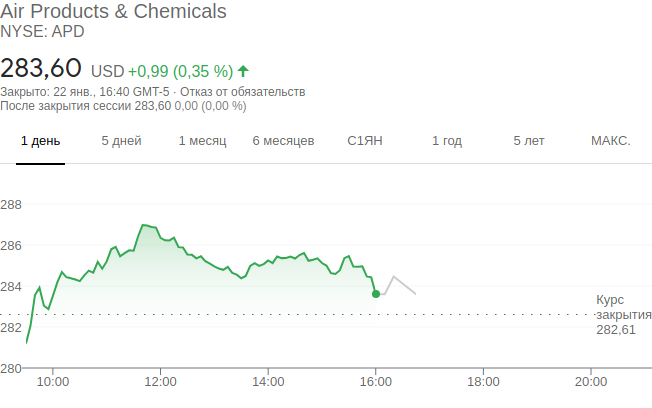 Air Products & Chemicals
NYSE: APD
283,60 USD +0,99 (0,35 %)
Закрыто: 22 янв., 16:40 GMT-5 · Отказ от обязательств
После закрытия сессии 283,60 0,00 (0,00 %)
1 день 5 дней 1 месяц 6 месяцев С1ЯН 1 год 5 лет МАКС.
288
286
284
282
280
Курс
закрытия
282,61
10:00 12:00 14:00 16:00 18:00 20:00